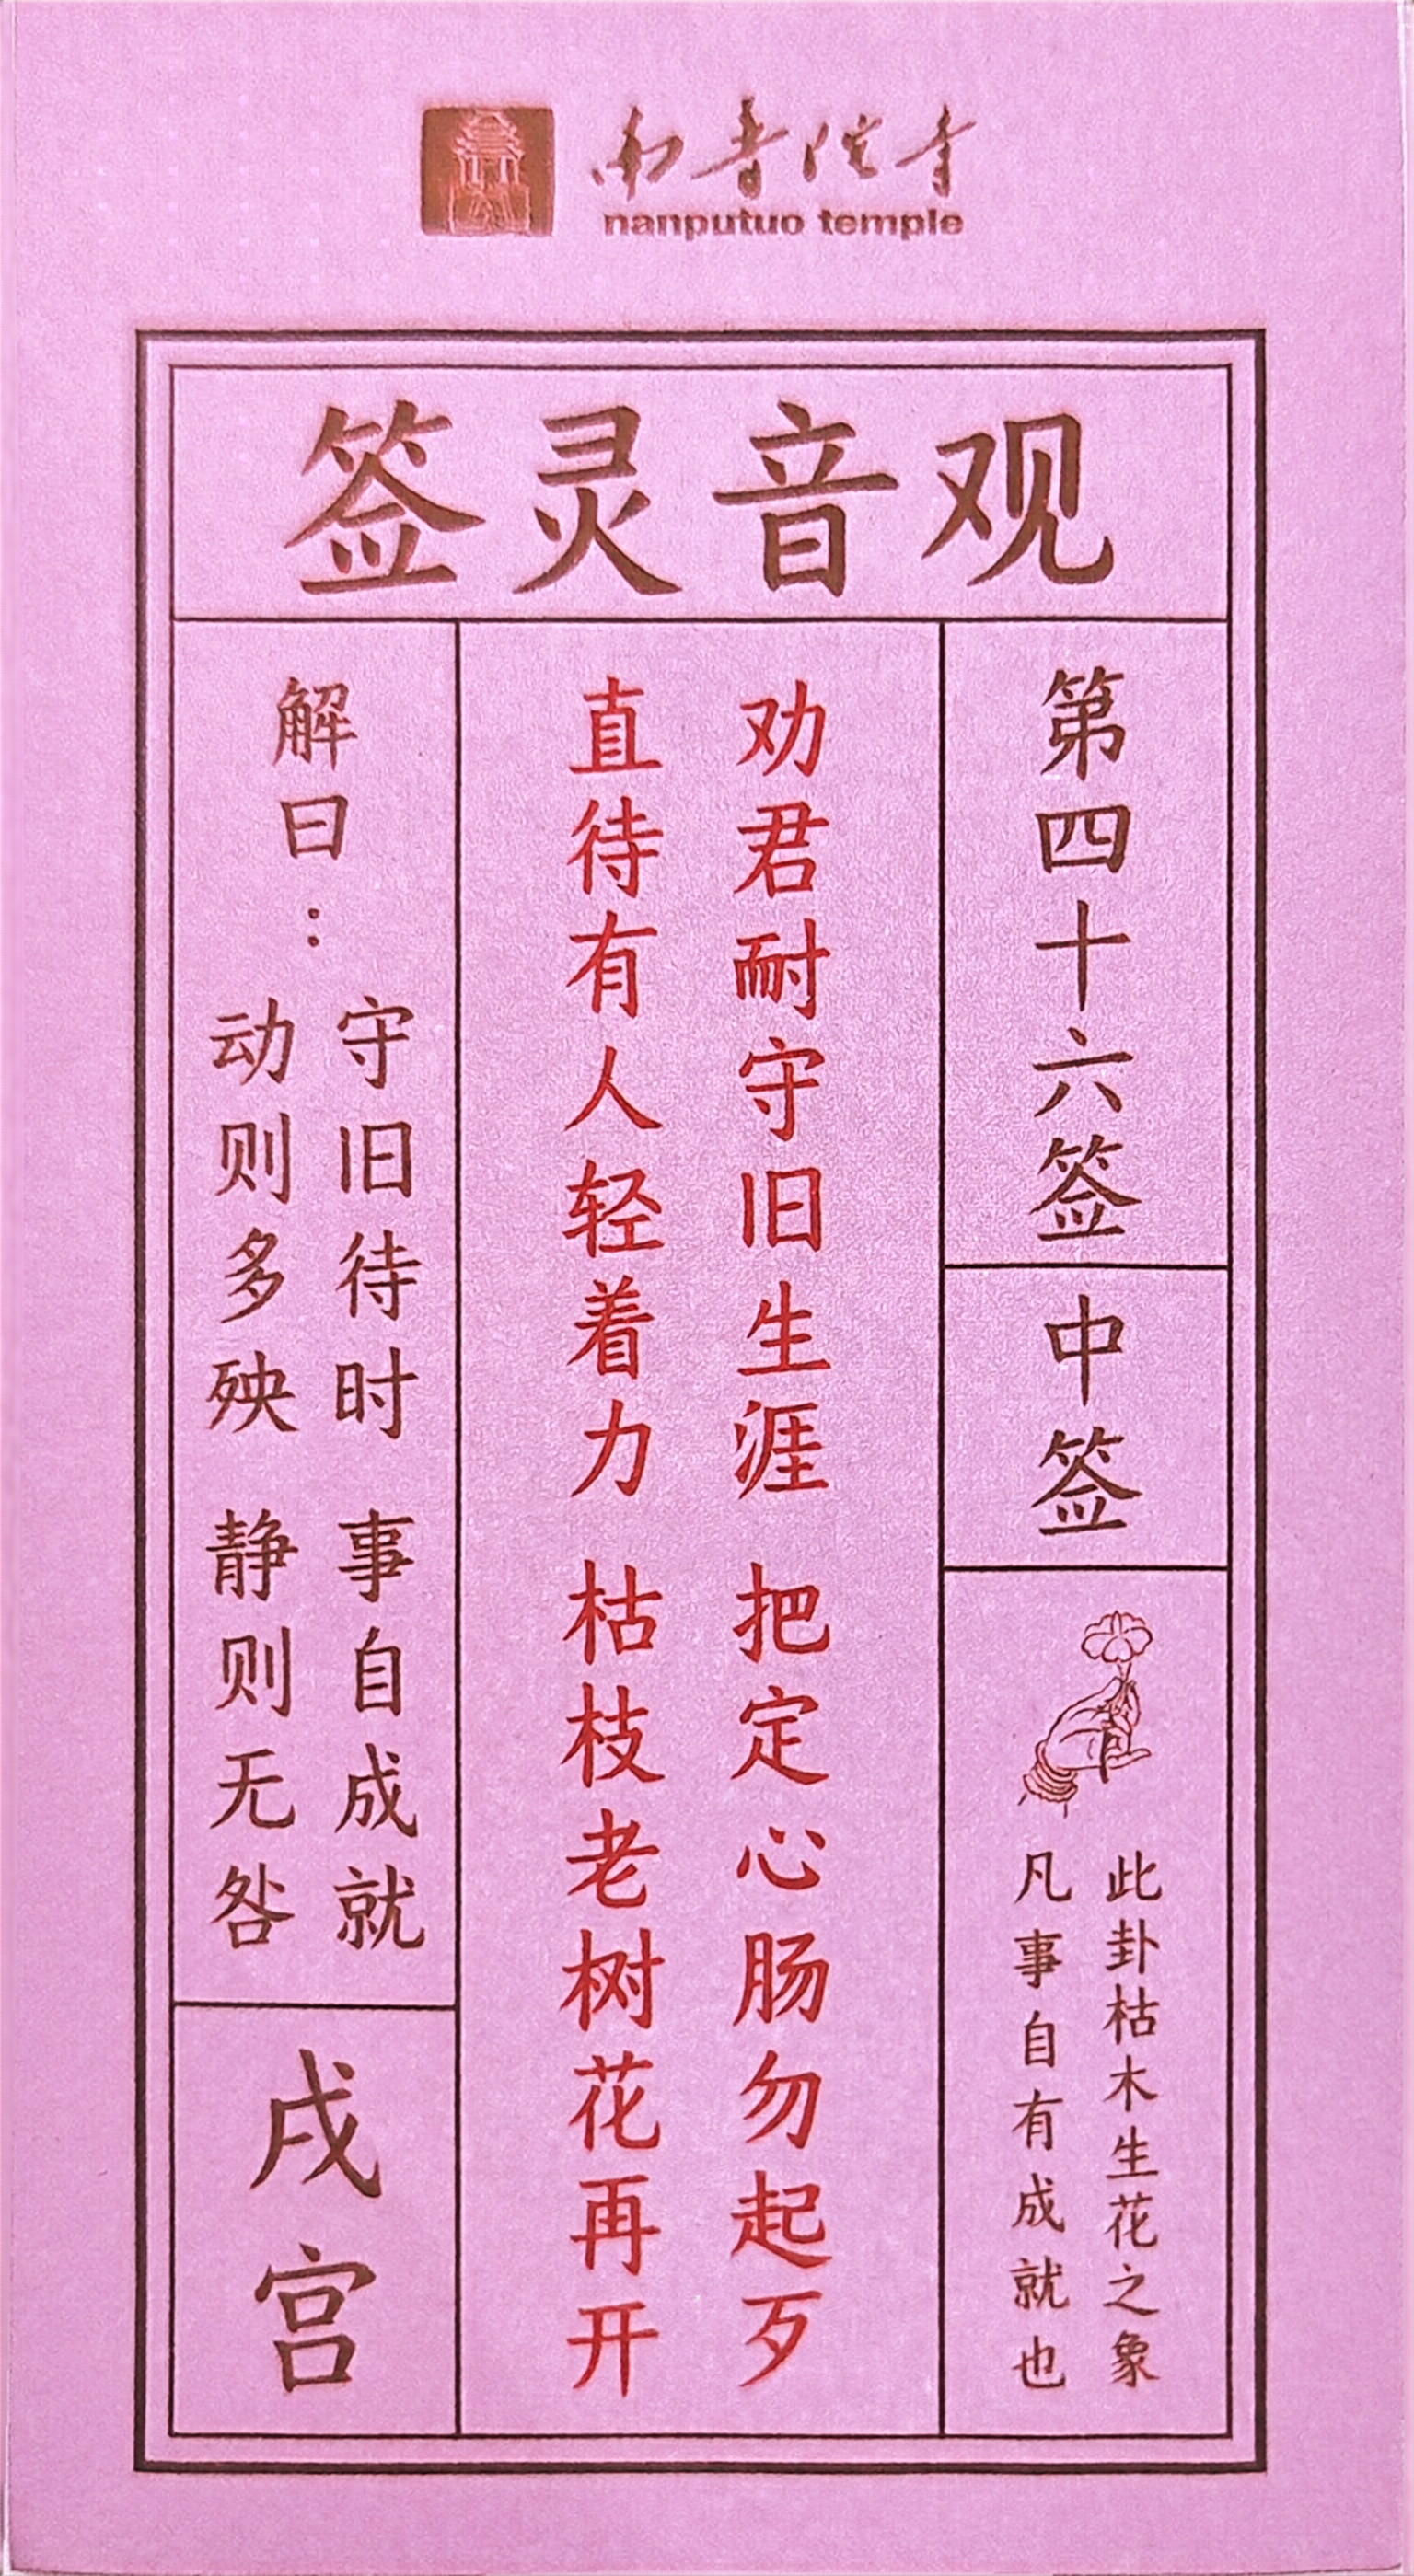 南普陀寺
nanputuo temple
观音灵签
第四十六签
中签
此卦枯木生花之象
凡事自有成就也
劝君耐守旧生涯 把定心肠勿起歹
直待有人轻着力 枯枝老树花再开
解曰：
守旧待时 事自成就
动则多殃 静则无咎
戌宫